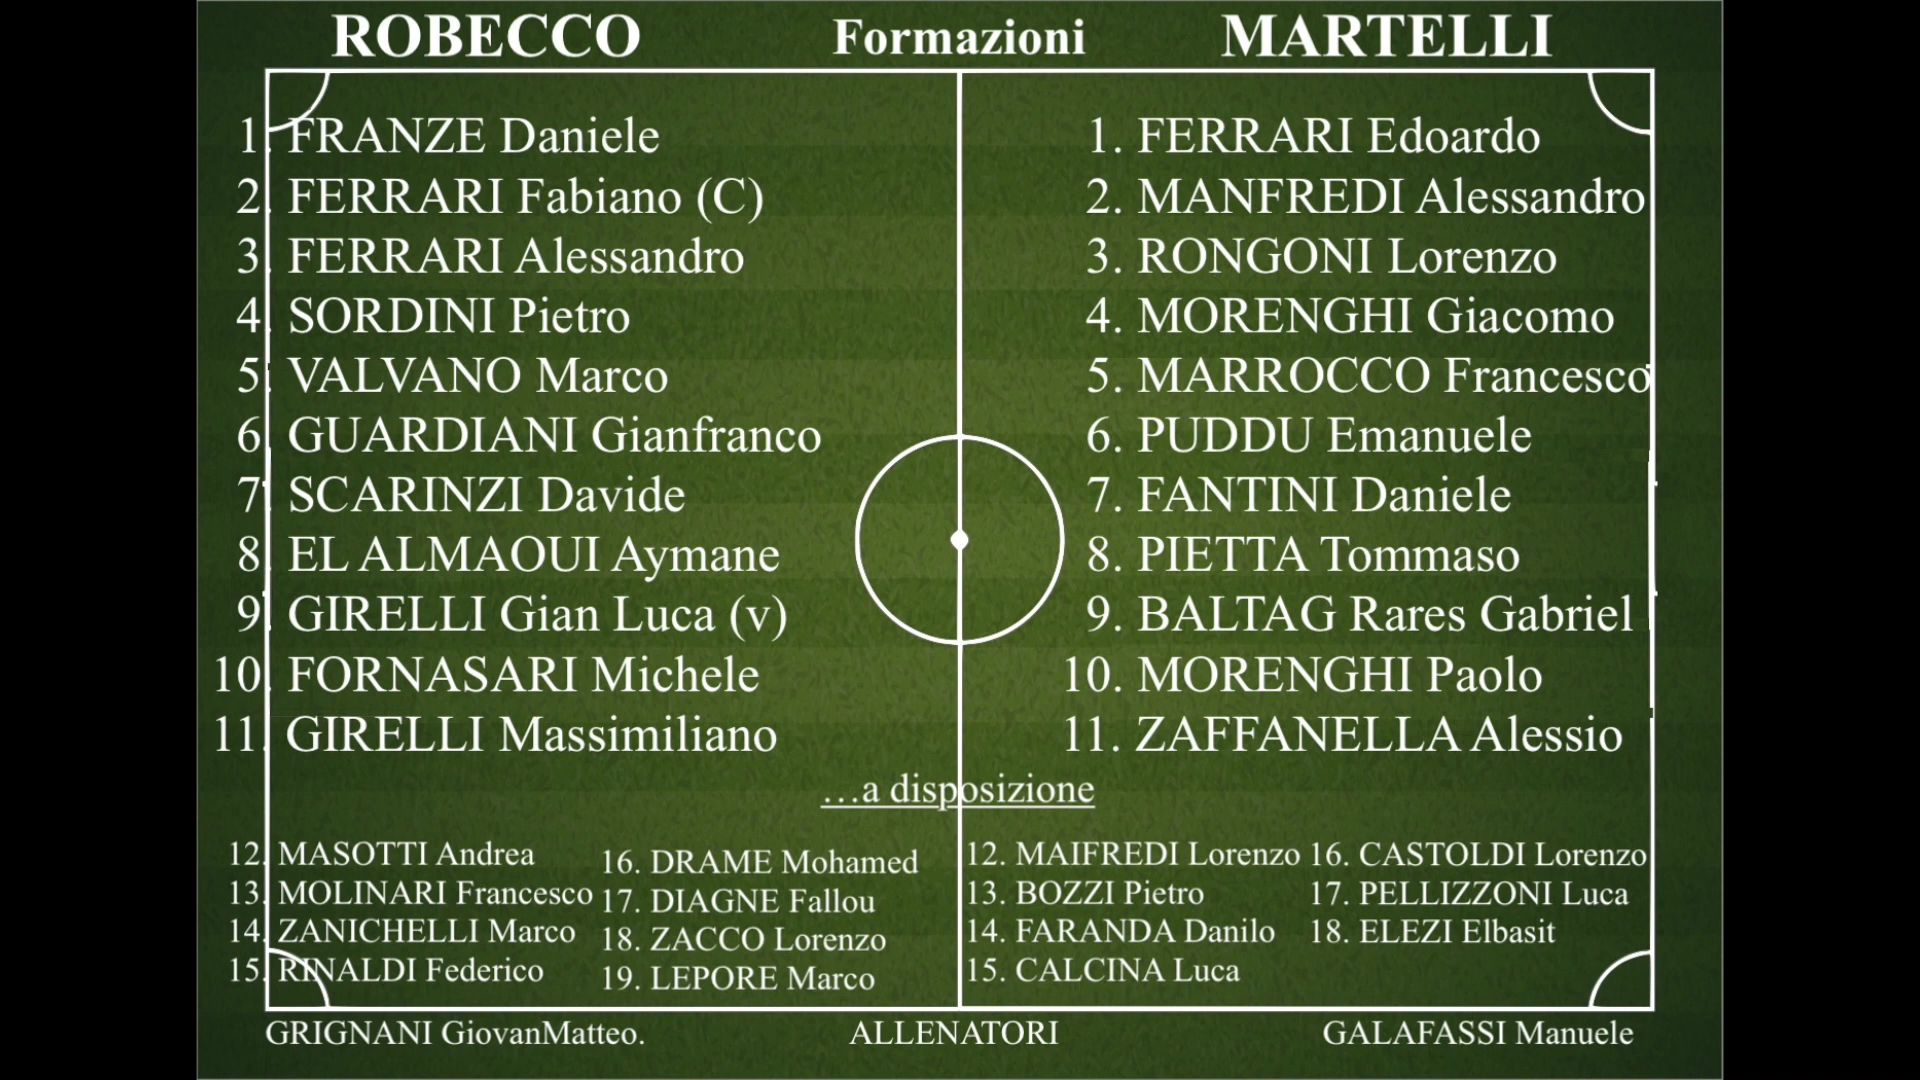 ROBECCO Formazioni MARTELLI
1. FRANZE Daniele
2. FERRARI Fabiano (C)
3. FERRARI Alessandro
4. SORDINI Pietro
5. VALVANO Marco
6. GUARDIANI Gianfranco
7. SCARINZI Davide
8. EL ALMAOUI Aymane
9. GIRELLI Gian Luca (v)
10. FORNASARI Michele
11. GIRELLI Massimiliano
1. FERRARI Edoardo
2. MANFREDI Alessandro
3. RONGONI Lorenzo
4. MORENGHI Giacomo
5. MARROCCO Francesco
6. PUDDU Emanuele
7. FANTINI Daniele
8. PIETTA Tommaso
9. BALTAG Rares Gabriel
10. MORENGHI Paolo
11. ZAFFANELLA Alessio
…a disposizione
12. MASOTTI Andrea
13. MOLINARI Francesco
14. ZANICHELLI Marco
15. RINALDI Federico
16. DRAME Mohamed
17. DIAGNE Fallou
18. ZACCO Lorenzo
19. LEPORE Marco
12. MAIFREDI Lorenzo
13. BOZZI Pietro
14. FARANDA Danilo
15. CALCINA Luca
16. CASTOLDI Lorenzo
17. PELLIZZONI Luca
18. ELEZI Elbasit
GRIGNANI GiovanMatteo. ALLENATORI GALAFASSI Manuele